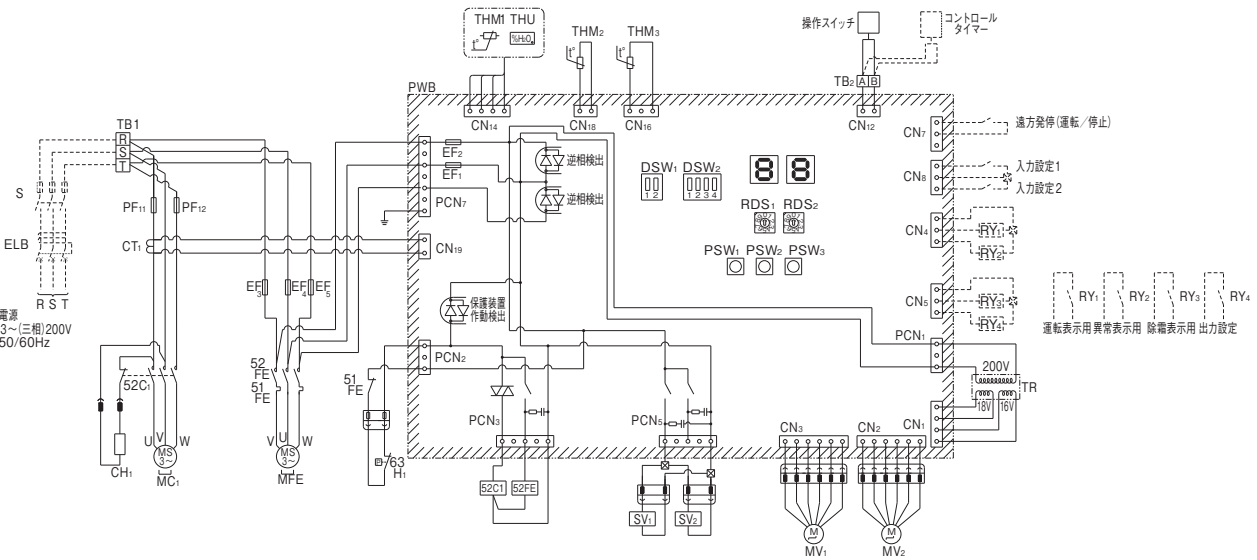 THM1 THU
t°
%H₂O
THM₂
t°
THM₃
t°
操作スイッチ
コントロール
タイマー
TB₂ A B
PWB
CN₁₄
CN₁₈
CN₁₆
CN₁₂
CN₇
遠方発停(運転/停止)
CN₈
入力設定1
入力設定2
TB1
R
S
T
S
PF₁₁
PF₁₂
ELB
CT₁
R S T
電源
3~(三相)200V
50/60Hz
EF₂
EF₁
PCN₇
逆相検出
逆相検出
CN₁₉
DSW₁
1 2
DSW₂
1 2 3 4
8 8
RDS₁ RDS₂
PSW₁ PSW₂ PSW₃
CN₄
RY₁
RY₂
CN₅
RY₃
RY₄
RY₁
RY₂
RY₃
RY₄
運転表示用 異常表示用 除霜表示用 出力設定
EF₃
EF₄
EF₅
保護装置
作動検出
PCN₂
PCN₁
200V
TR
18V
16V
52C₁
52
FE
51
FE
51
FE
63
H₁
PCN₃
PCN₅
CN₃
CN₂
CN₁
U V W
MS
3~
MC₁
CH₁
V U W
MS
3~
MFE
52C1
52FE
SV₁
SV₂
M
MV₁
M
MV₂